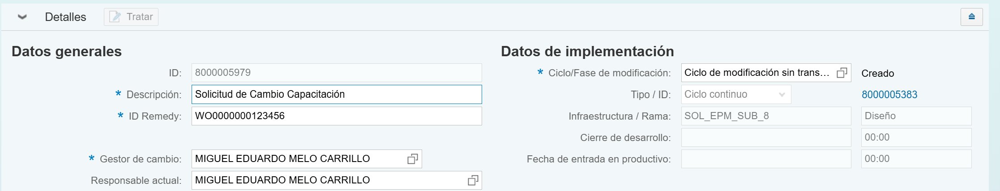 Detalles Tratar
Datos generales
ID: 8000005979
* Descripción: Solicitud de Cambio Capacitación
* ID Remedy: WO0000000123456
* Gestor de cambio: MIGUEL EDUARDO MELO CARRILLO
Responsable actual: MIGUEL EDUARDO MELO CARRILLO
Datos de implementación
* Ciclo/Fase de modificación: Ciclo de modificación sin trans... Creado
Tipo / ID: Ciclo continuo 8000005383
Infraestructura / Rama: SOL_EPM_SUB_8 Diseño
Cierre de desarrollo: 00:00
Fecha de entrada en productivo: 00:00